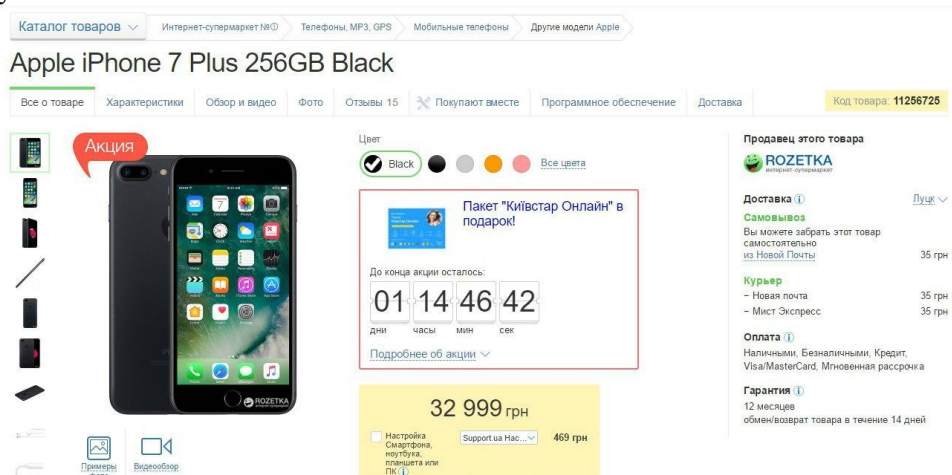 Каталог товаров
Интернет-супермаркет №①
Телефоны, MP3, GPS
Мобильные телефоны
Другие модели Apple
Apple iPhone 7 Plus 256GB Black
Все о товаре
Характеристики
Обзор и видео
Фото
Отзывы 15
Покупают вместе
Программное обеспечение
Доставка
Код товара: 11256725
Акция
ROZETKA
Примеры
Видеообзор
Цвет
Black
Все цвета
Пакет "Київстар Онлайн" в
подарок!
До конца акции осталось:
01 14 46 42
дни часы мин сек
Подробнее об акции
32 999 грн
Настройка
Смартфона,
ноутбука,
планшета или
ПК
Support.ua Нас...
469 грн
Продавец этого товара
ROZETKA
интернет-супермаркет
Доставка
Луцк
Самовывоз
Вы можете забрать этот товар
самостоятельно
из Новой Почты 35 грн
Курьер
– Новая почта 35 грн
– Мист Экспресс 35 грн
Оплата
Наличными, Безналичными, Кредит,
Visa/MasterCard, Мгновенная рассрочка
Гарантия
12 месяцев
обмен/возврат товара в течение 14 дней